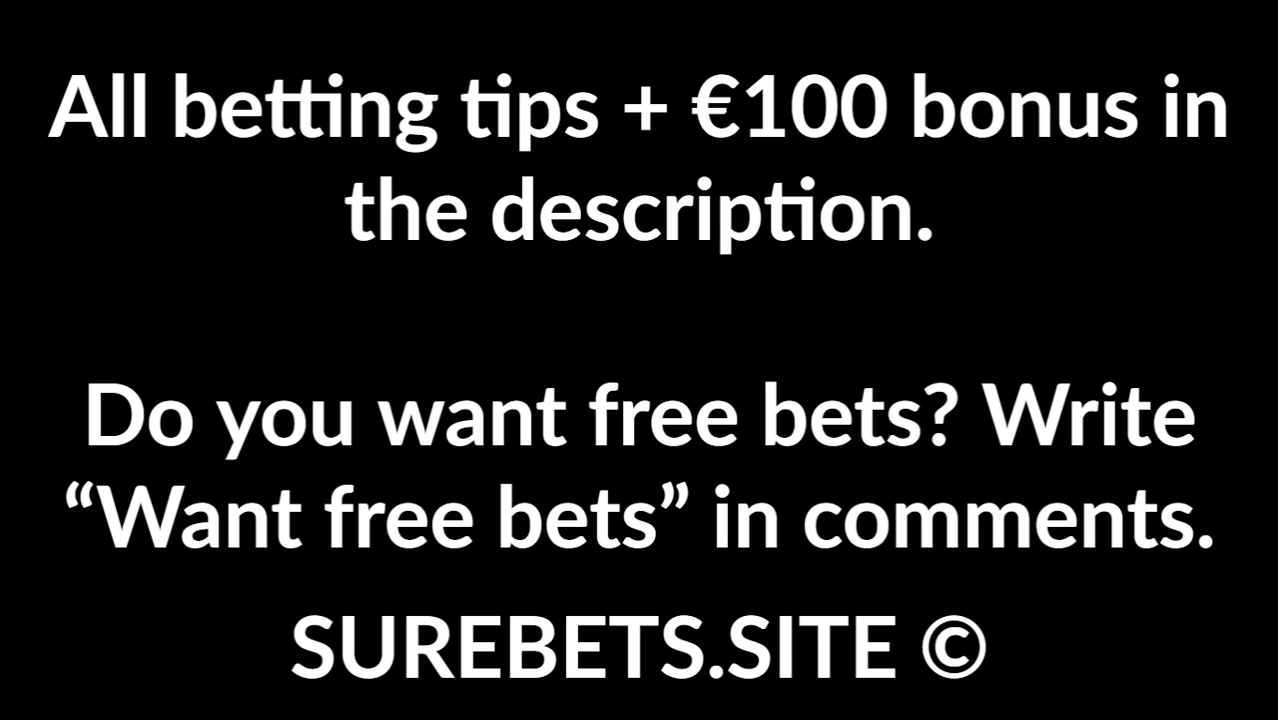 All betting tips + €100 bonus in
the description.
Do you want free bets? Write
“Want free bets” in comments.
SUREBETS.SITE ©